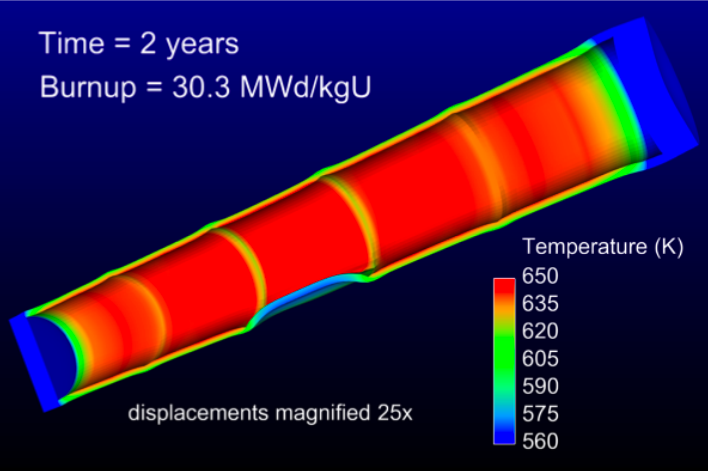 Time = 2 years
Burnup = 30.3 MWd/kgU
Temperature (K)
650
635
620
605
590
575
560
displacements magnified 25x